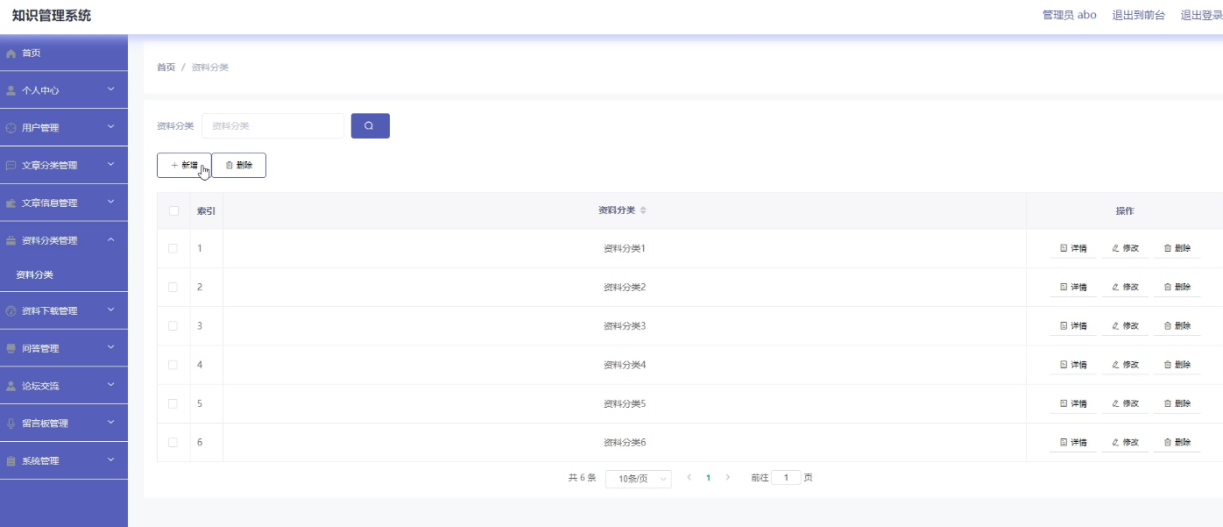 知识管理系统
管理员 abo 退出到前台 退出登录
首页
个人中心
用户管理
文章分类管理
文章信息管理
资料分类管理
资料分类
资料下载管理
问答管理
论坛交流
留言板管理
系统管理
首页 / 资料分类
资料分类 资料分类
新增 删除
索引 资料分类 操作
1 资料分类1 详情 修改 删除
2 资料分类2 详情 修改 删除
3 资料分类3 详情 修改 删除
4 资料分类4 详情 修改 删除
5 资料分类5 详情 修改 删除
6 资料分类6 详情 修改 删除
共 6 条 10条/页 1 前往 1 页